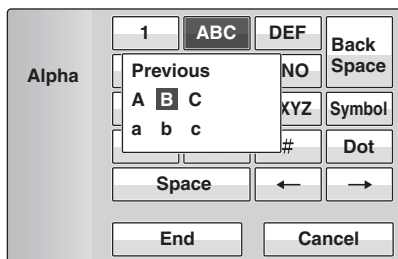 1 ABC DEF Back Space
Alpha
Previous
NO
A B C
XYZ Symbol
a b c
# Dot
Space ← →
End Cancel